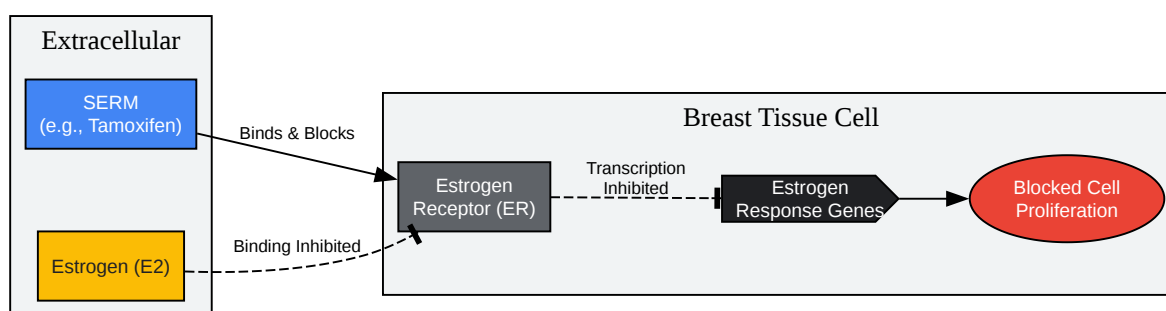 Extracellular
SERM
(e.g., Tamoxifen)
Binds & Blocks
Estrogen (E2)
Binding Inhibited
Breast Tissue Cell
Estrogen
Receptor (ER)
Transcription
Inhibited
Estrogen
Response Genes
Blocked Cell
Proliferation